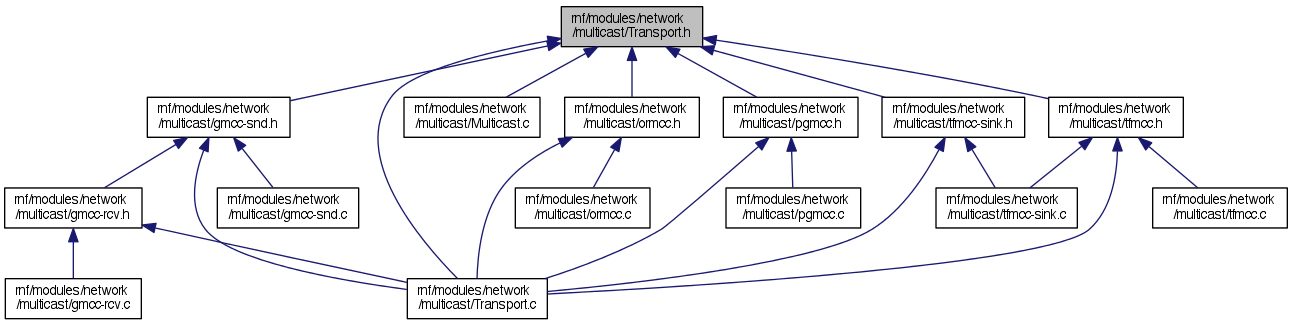 rnf/modules/network
/multicast/Transport.h
rnf/modules/network
/multicast/gmcc-snd.h
rnf/modules/network
/multicast/Multicast.c
rnf/modules/network
/multicast/ormcc.h
rnf/modules/network
/multicast/pgmcc.h
rnf/modules/network
/multicast/tfmcc-sink.h
rnf/modules/network
/multicast/tfmcc.h
rnf/modules/network
/multicast/gmcc-rcv.h
rnf/modules/network
/multicast/gmcc-snd.c
rnf/modules/network
/multicast/ormcc.c
rnf/modules/network
/multicast/pgmcc.c
rnf/modules/network
/multicast/tfmcc-sink.c
rnf/modules/network
/multicast/tfmcc.c
rnf/modules/network
/multicast/gmcc-rcv.c
rnf/modules/network
/multicast/Transport.c